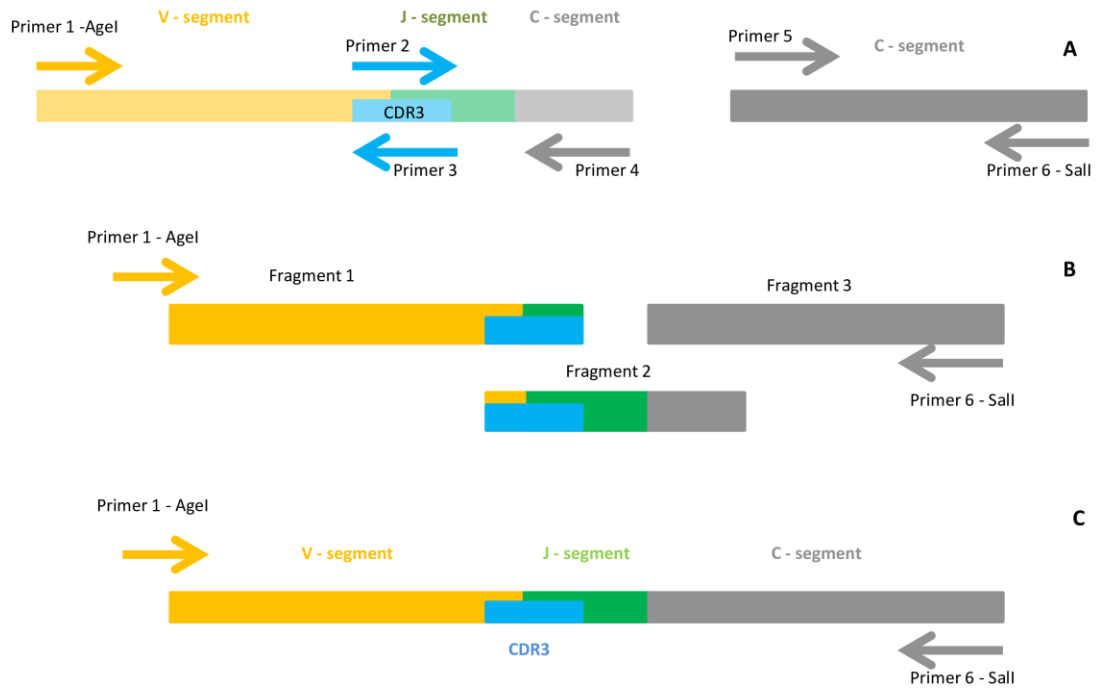 V - segment
J - segment
C - segment
Primer 1 -AgeI
Primer 2
Primer 5
C - segment
A
CDR3
Primer 3
Primer 4
Primer 6 - SalI
Primer 1 - AgeI
B
Fragment 1
Fragment 3
Fragment 2
Primer 6 - SalI
Primer 1 - AgeI
C
V - segment
J - segment
C - segment
CDR3
Primer 6 - SalI